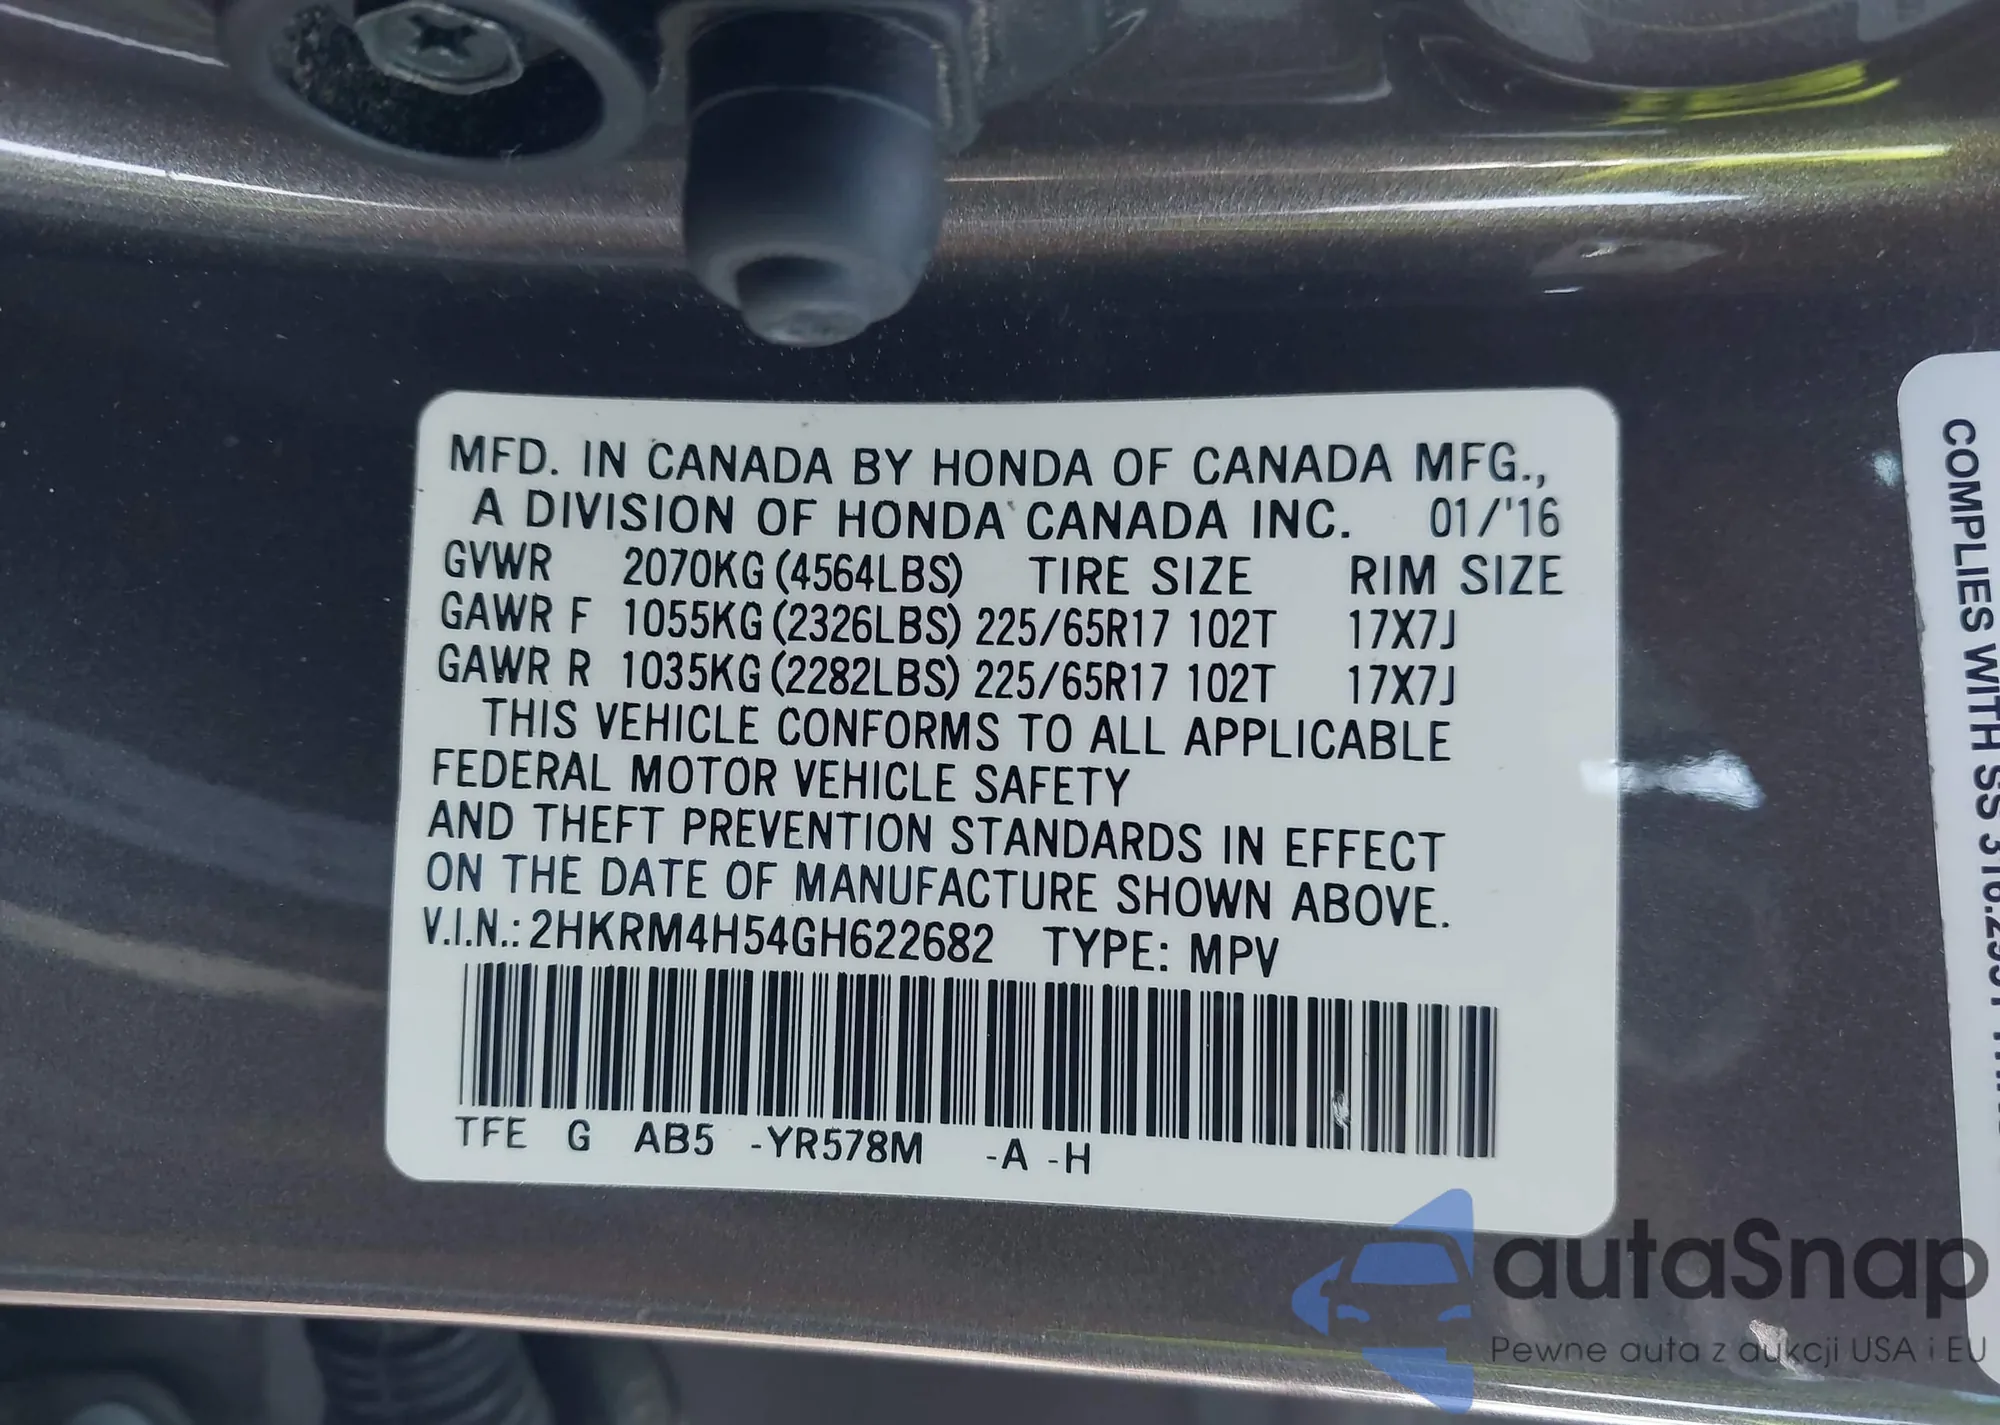 MFD. IN CANADA BY HONDA OF CANADA MFG.,
A DIVISION OF HONDA CANADA INC. 01/'16
GVWR 2070KG (4564LBS) TIRE SIZE RIM SIZE
GAWR F 1055KG (2326LBS) 225/65R17 102T 17X7J
GAWR R 1035KG (2282LBS) 225/65R17 102T 17X7J
THIS VEHICLE CONFORMS TO ALL APPLICABLE
FEDERAL MOTOR VEHICLE SAFETY
AND THEFT PREVENTION STANDARDS IN EFFECT
ON THE DATE OF MANUFACTURE SHOWN ABOVE.
V.I.N.: 2HKRM4H54GH622682 TYPE: MPV
TFE G AB5 -YR578M -A -H
COMPLIES WITH SS 316.293
autaSnap
Pewne auta z aukcji USA i EU